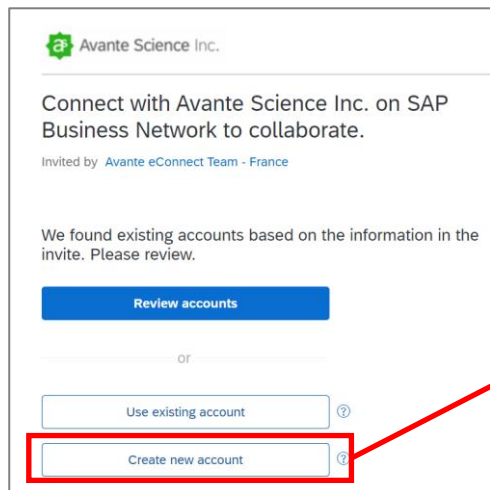 as Avante Science Inc.
Connect with Avante Science Inc. on SAP
Business Network to collaborate.
Invited by Avante eConnect Team - France
We found existing accounts based on the information in the
invite. Please review.
Review accounts
or
Use existing account ?
Create new account ?